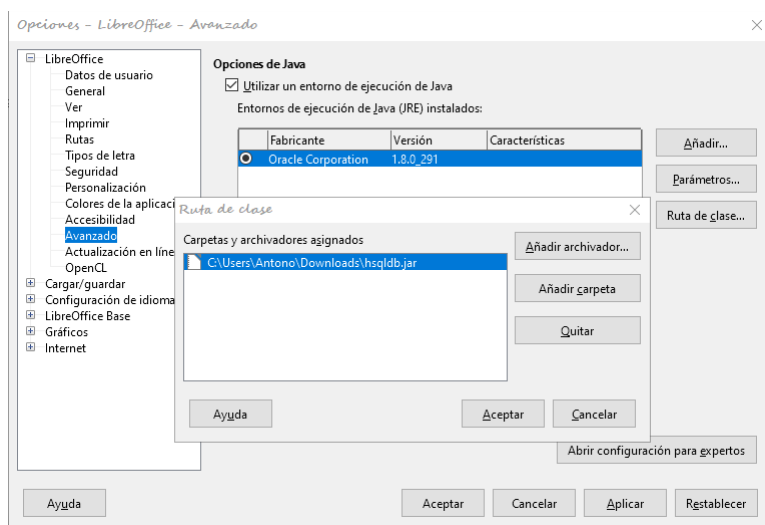 Opciones - LibreOffice - Avanzado
LibreOffice
Datos de usuario
General
Ver
Imprimir
Rutas
Tipos de letra
Seguridad
Personalización
Colores de la aplicaci
Accesibilidad
Avanzado
Actualización en líne
OpenCL
Cargar/guardar
Configuración de idioma
LibreOffice Base
Gráficos
Internet
Opciones de Java
Utilizar un entorno de ejecución de Java
Entornos de ejecución de Java (JRE) instalados:
Fabricante Versión Características
Oracle Corporation 1.8.0_291
Añadir...
Parámetros...
Ruta de clase...
Ruta de clase
Carpetas y archivadores asignados
C:\Users\Antono\Downloads\hsqldb.jar
Añadir archivador...
Añadir carpeta
Quitar
Ayuda Aceptar Cancelar
Abrir configuración para expertos
Ayuda Aceptar Cancelar Aplicar Restablecer